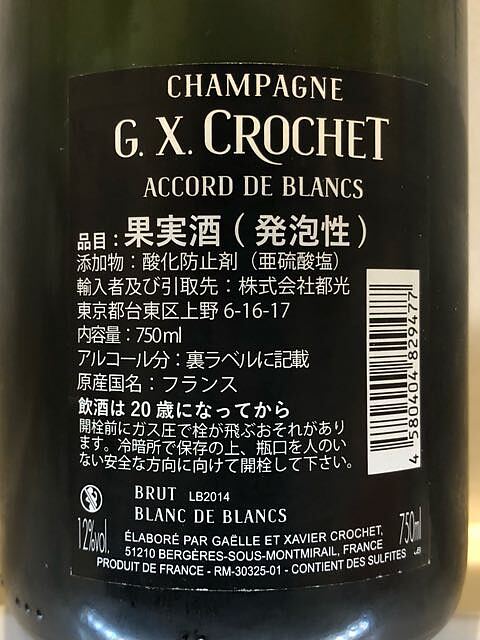 CHAMPAGNE
G. X. CROCHET
ACCORD DE BLANCS
品目：果実酒（発泡性）
添加物：酸化防止剤（亜硫酸塩）
輸入者及び引取先：株式会社都光
東京都台東区上野 6-16-17
内容量：750ml
アルコール分：裏ラベルに記載
原産国名：フランス
飲酒は 20 歳になってから
開栓前にガス圧で栓が飛ぶおそれがあり
ます。冷暗所で保存の上、瓶口を人のい
ない安全な方向に向けて開栓して下さい。
4 580404 829477
BRUT LB2014
BLANC DE BLANCS
12%vol.
750ml
ÉLABORÉ PAR GAËLLE ET XAVIER CROCHET,
51210 BERGÈRES-SOUS-MONTMIRAIL, FRANCE
PRODUIT DE FRANCE - RM-30325-01 - CONTIENT DES SULFITES